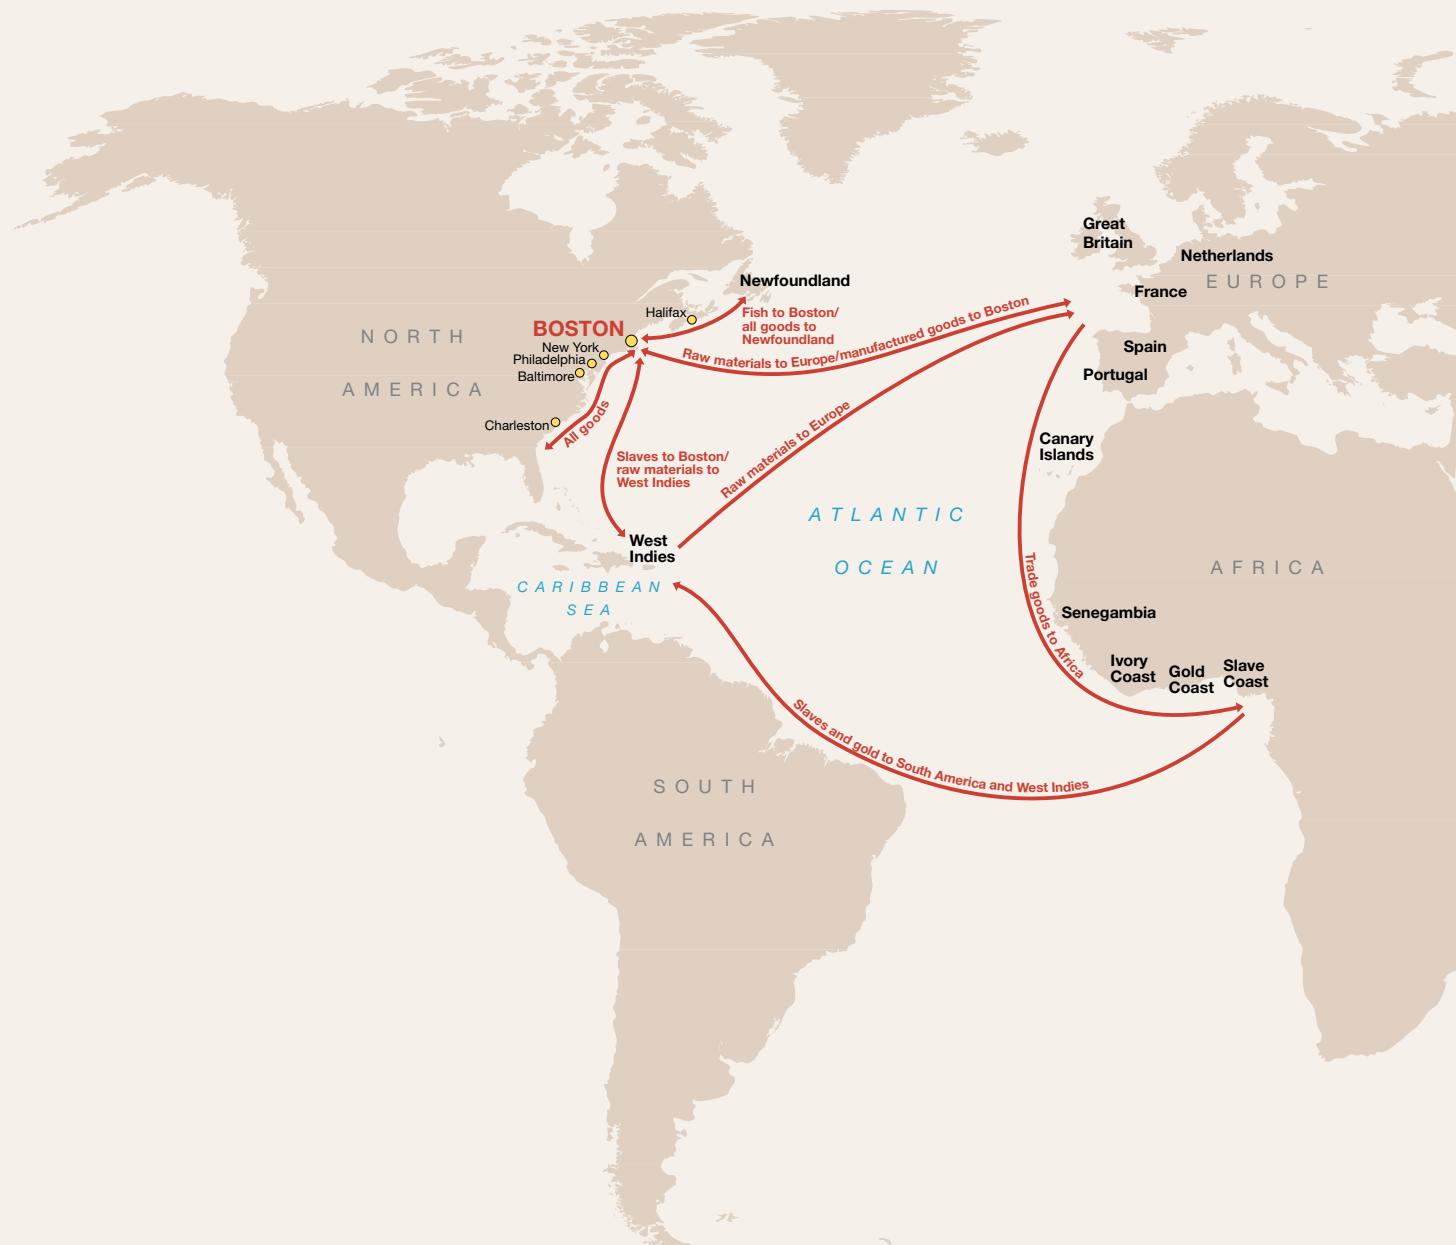 Great
Britain
Netherlands
EUROPE
France
Newfoundland
Halifax
Fish to Boston/
all goods to
Newfoundland
BOSTON
NORTH
AMERICA
New York
Philadelphia
Baltimore
Charleston
Raw materials to Europe/manufactured goods to Boston
Spain
Portugal
All goods
Raw materials to Europe
Canary
Islands
Slaves to Boston/
raw materials to
West Indies
ATLANTIC
OCEAN
West
Indies
CARIBBEAN
SEA
AFRICA
Trade goods to Africa
Senegambia
Ivory
Coast
Gold
Coast
Slave
Coast
Slaves and gold to South America and West Indies
SOUTH
AMERICA